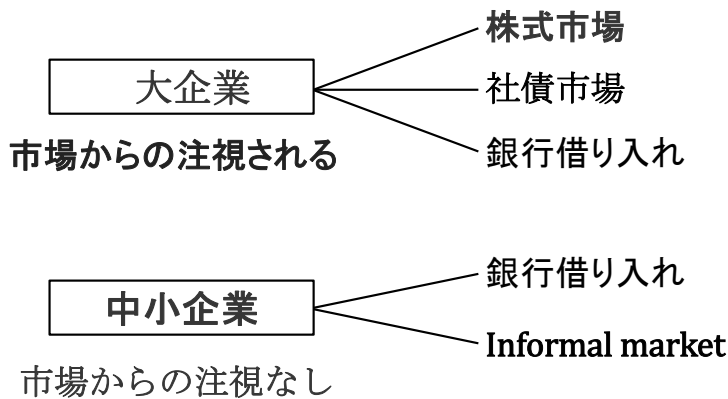 株式市場
大企業
社債市場
市場からの注視される
銀行借り入れ
銀行借り入れ
中小企業
Informal market
市場からの注視なし